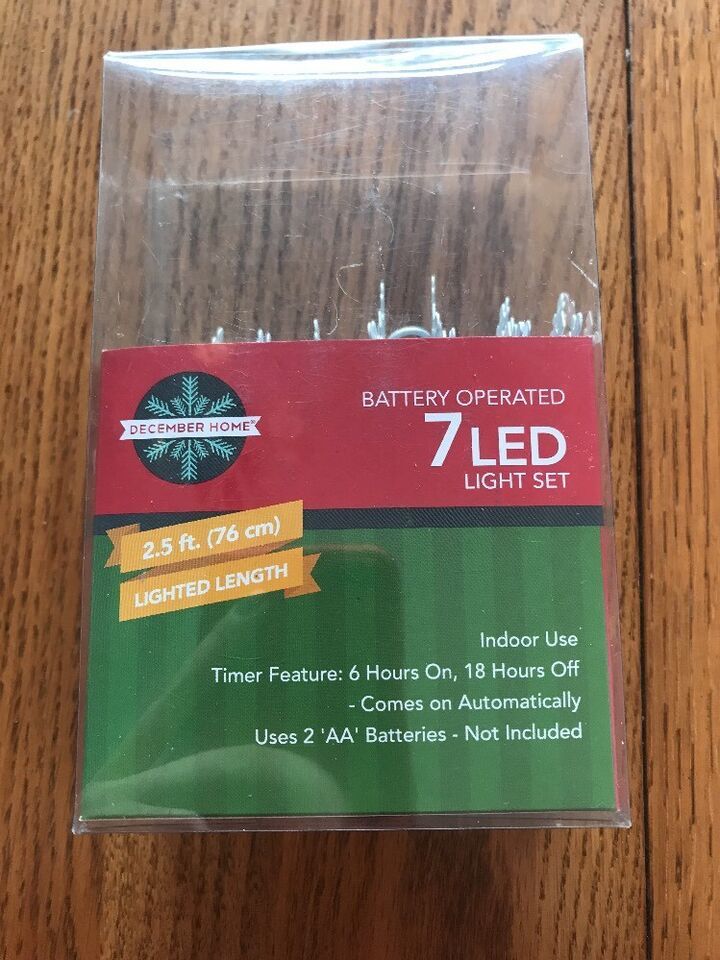 DECEMBER HOME®
BATTERY OPERATED
7 LED
LIGHT SET
2.5 ft. (76 cm)
LIGHTED LENGTH
Indoor Use
Timer Feature: 6 Hours On, 18 Hours Off
- Comes on Automatically
Uses 2 'AA' Batteries - Not Included